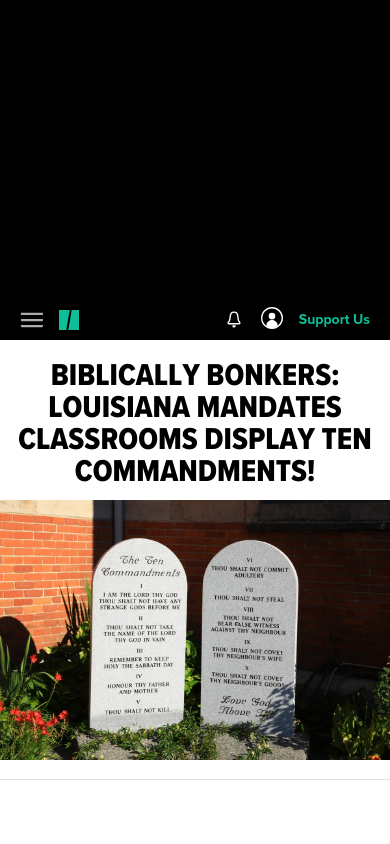 Support Us
BIBLICALLY BONKERS:
LOUISIANA MANDATES
CLASSROOMS DISPLAY TEN
COMMANDMENTS!
The Ten
Commandments
I
I AM THE LORD THY GOD
THOU SHALT NOT HAVE ANY
STRANGE GODS BEFORE ME
II
THOU SHALT NOT TAKE
THE NAME OF THE LORD
THY GOD IN VAIN
III
REMEMBER TO KEEP
HOLY THE SABBATH DAY
IV
HONOUR THY FATHER
AND MOTHER
V
THOU SHALT NOT KILL
VI
THOU SHALT NOT COMMIT
ADULTERY
VII
THOU SHALT NOT STEAL
VIII
THOU SHALT NOT
BEAR FALSE WITNESS
AGAINST THY NEIGHBOUR
IX
THOU SHALT NOT COVET
THY NEIGHBOUR'S WIFE
X
THOU SHALT NOT COVET
THY NEIGHBOUR'S GOODS
Love God
Above All